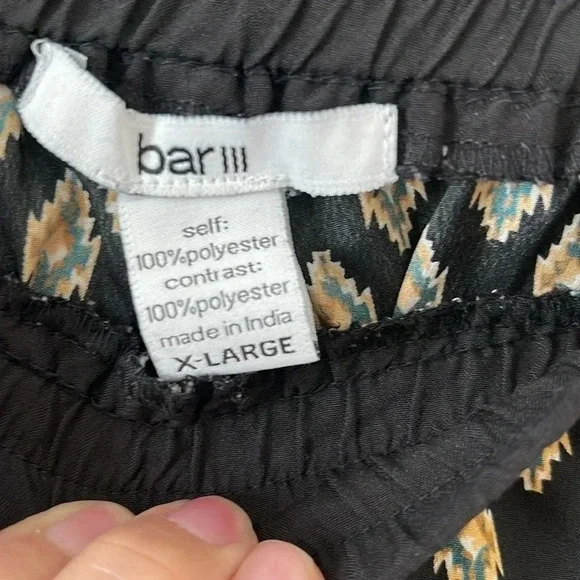 bar III
self:
100%polyester
contrast:
100%polyester
made in India
X-LARGE